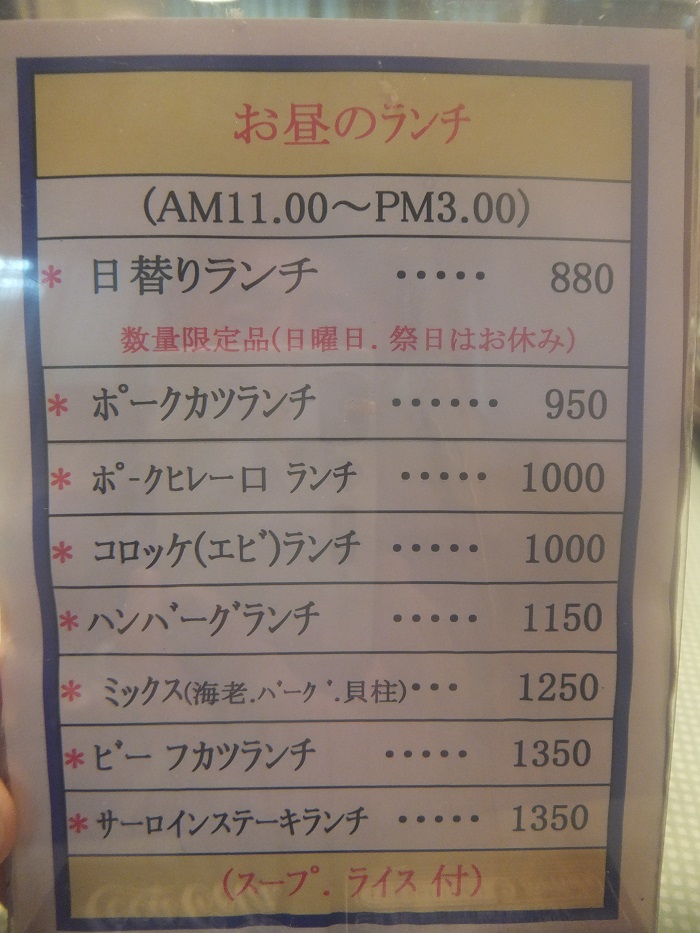 お昼のランチ
(AM11.00～PM3.00)
* 日替りランチ ・・・・・ 880
数量限定品(日曜日. 祭日はお休み)
* ポークカツランチ ・・・・・・ 950
* ポークヒレ一口 ランチ ・・・・・ 1000
* コロッケ(エビ)ランチ ・・・・・ 1000
* ハンバーグランチ ・・・・・ 1150
* ミックス(海老.バーグ.貝柱)・・・ 1250
* ビー フカツランチ ・・・・・ 1350
* サーロインステーキランチ ・・・・・ 1350
(スープ. ライス 付)